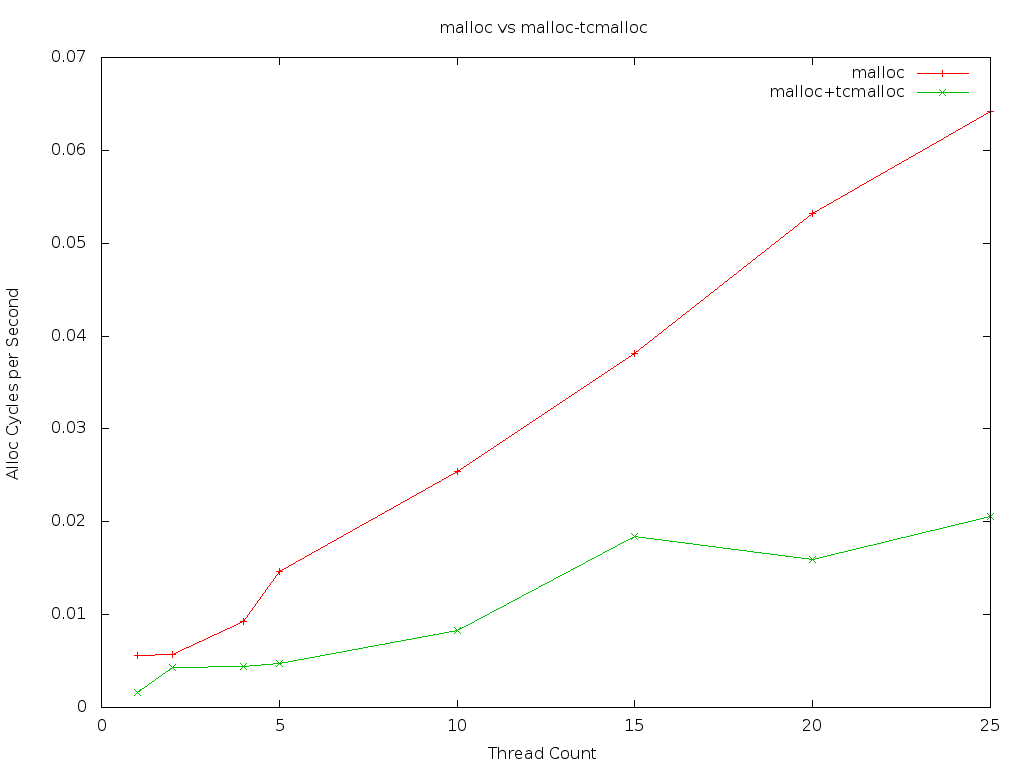 malloc vs malloc-tcmalloc
0.07
malloc
malloc+tcmalloc
0.06
0.05
0.04
Alloc Cycles per Second
0.03
0.02
0.01
0
0 5 10 15 20 25
Thread Count